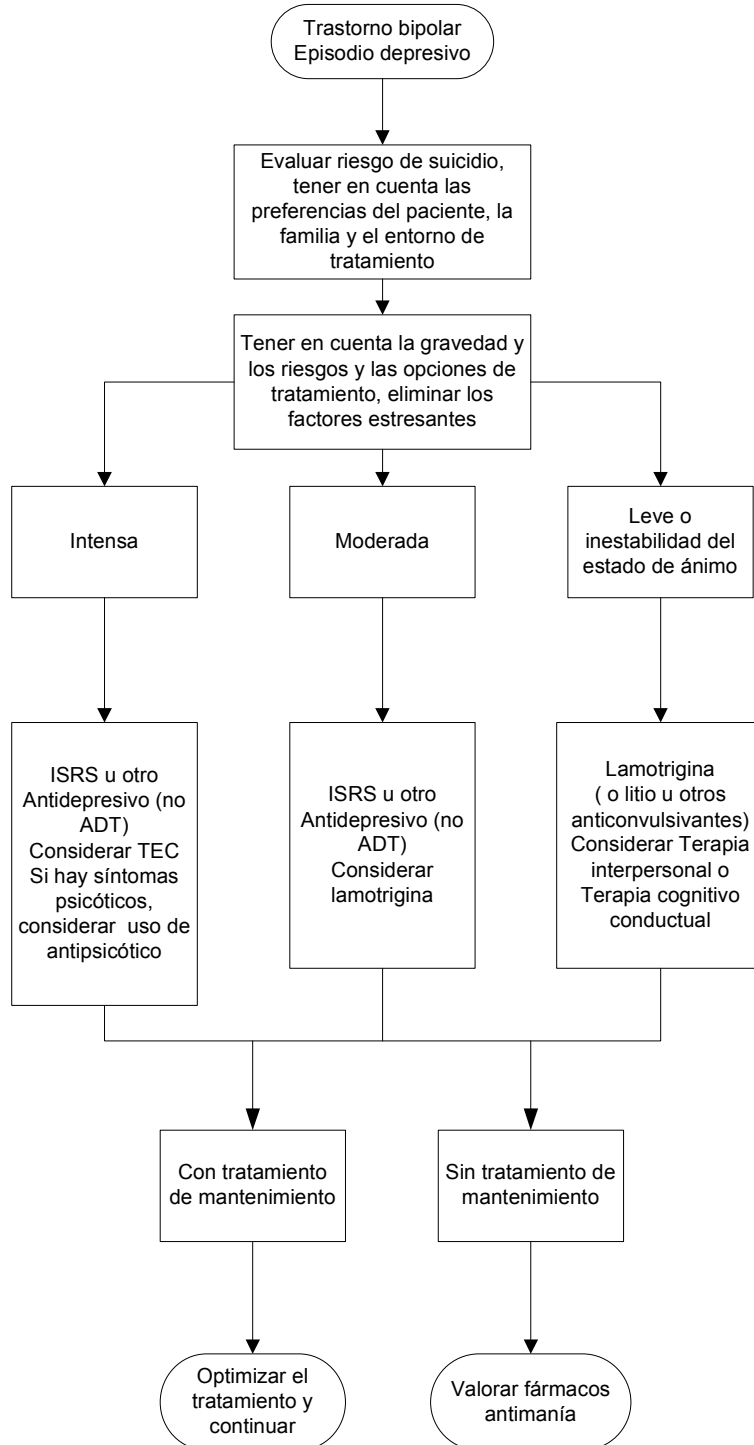 Trastorno bipolar
Episodio depresivo
Evaluar riesgo de suicidio,
tener en cuenta las
preferencias del paciente, la
familia y el entorno de
tratamiento
Tener en cuenta la gravedad y
los riesgos y las opciones de
tratamiento, eliminar los
factores estresantes
Intensa
Moderada
Leve o
inestabilidad del
estado de ánimo
ISRS u otro
Antidepresivo (no
ADT)
Considerar TEC
Si hay síntomas
psicóticos,
considerar uso de
antipsicótico
ISRS u otro
Antidepresivo (no
ADT)
Considerar
lamotrigina
Lamotrigina
( o litio u otros
anticonvulsivantes)
Considerar Terapia
interpersonal o
Terapia cognitivo
conductual
Con tratamiento
de mantenimiento
Sin tratamiento de
mantenimiento
Optimizar el
tratamiento y
continuar
Valorar fármacos
antimanía